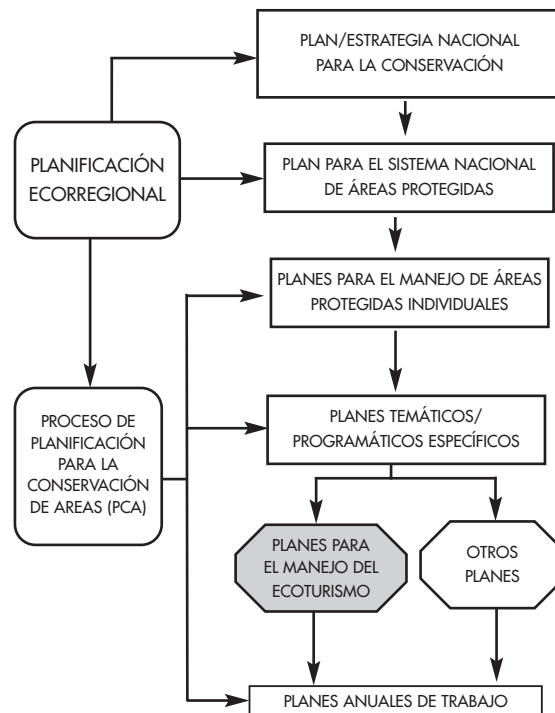 PLAN/ESTRATEGIA NACIONAL
PARA LA CONSERVACIÓN
PLANIFICACIÓN
ECORREGIONAL
PLAN PARA EL SISTEMA NACIONAL
DE ÁREAS PROTEGIDAS
PLANES PARA EL MANEJO DE ÁREAS
PROTEGIDAS INDIVIDUALES
PROCESO DE
PLANIFICACIÓN
PARA LA
CONSERVACIÓN
DE AREAS (PCA)
PLANES TEMÁTICOS/
PROGRAMÁTICOS ESPECÍFICOS
PLANES PARA
EL MANEJO DEL
ECOTURISMO
OTROS
PLANES
PLANES ANUALES DE TRABAJO